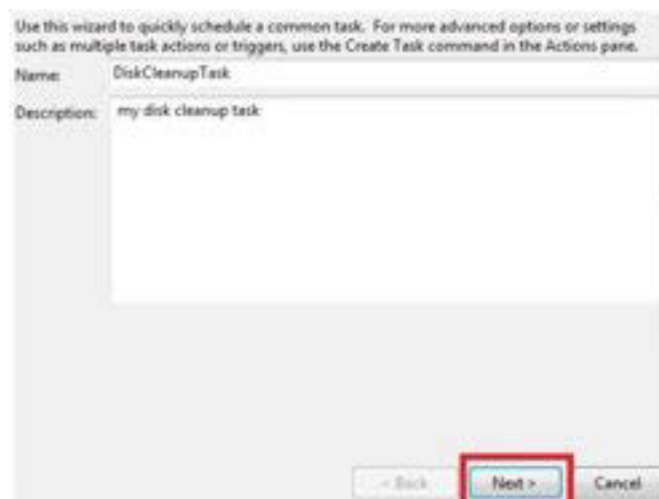 Use this wizard to quickly schedule a common task. For more advanced options or settings
such as multiple task actions or triggers, use the Create Task command in the Actions pane.
Name: DiskCleanupTask
Description: my disk cleanup task
< Back Next > Cancel